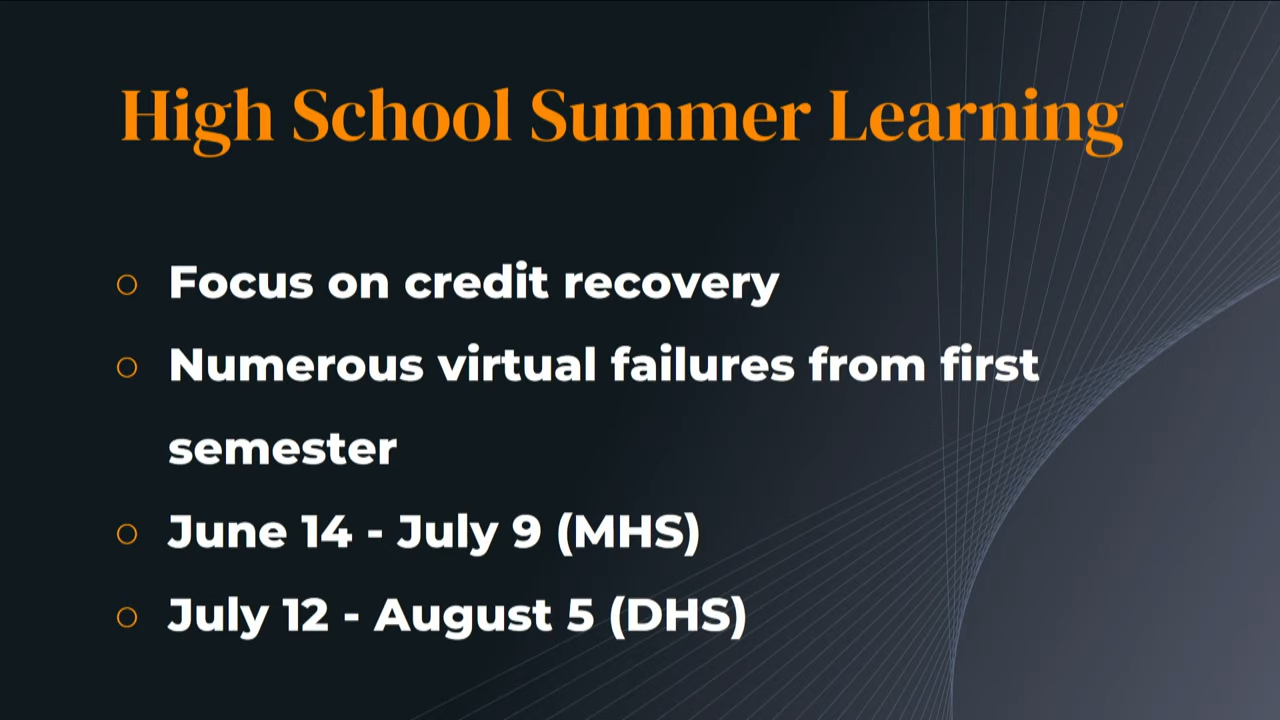 High School Summer Learning
Focus on credit recovery
Numerous virtual failures from first
semester
June 14 - July 9 (MHS)
July 12 - August 5 (DHS)